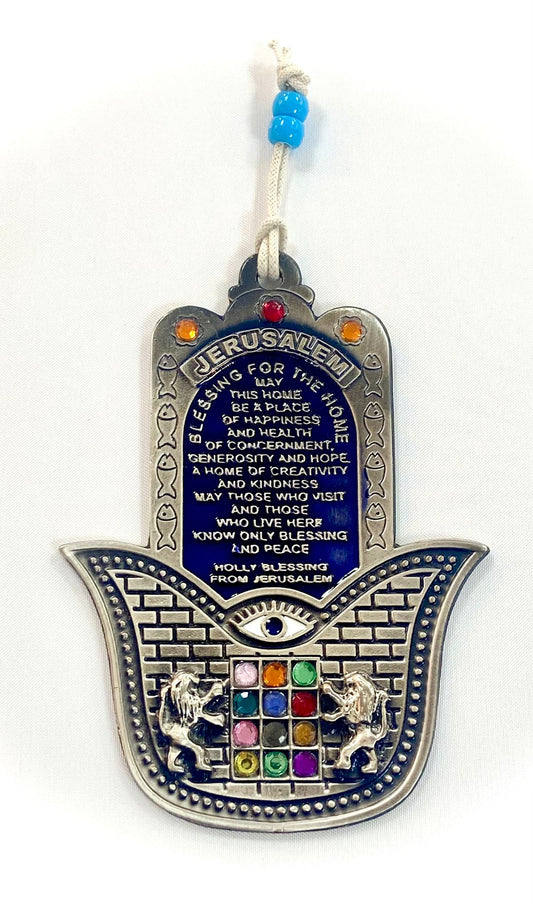 JERUSALEM
BLESSING FOR THE HOME
MAY
THIS HOME
BE A PLACE
OF HAPPINESS
AND HEALTH
OF CONCERNMENT,
GENEROSITY AND HOPE,
A HOME OF CREATIVITY
AND KINDNESS
MAY THOSE WHO VISIT
AND THOSE
WHO LIVE HERE
KNOW ONLY BLESSING
AND PEACE
HOLLY BLESSING
FROM JERUSALEM